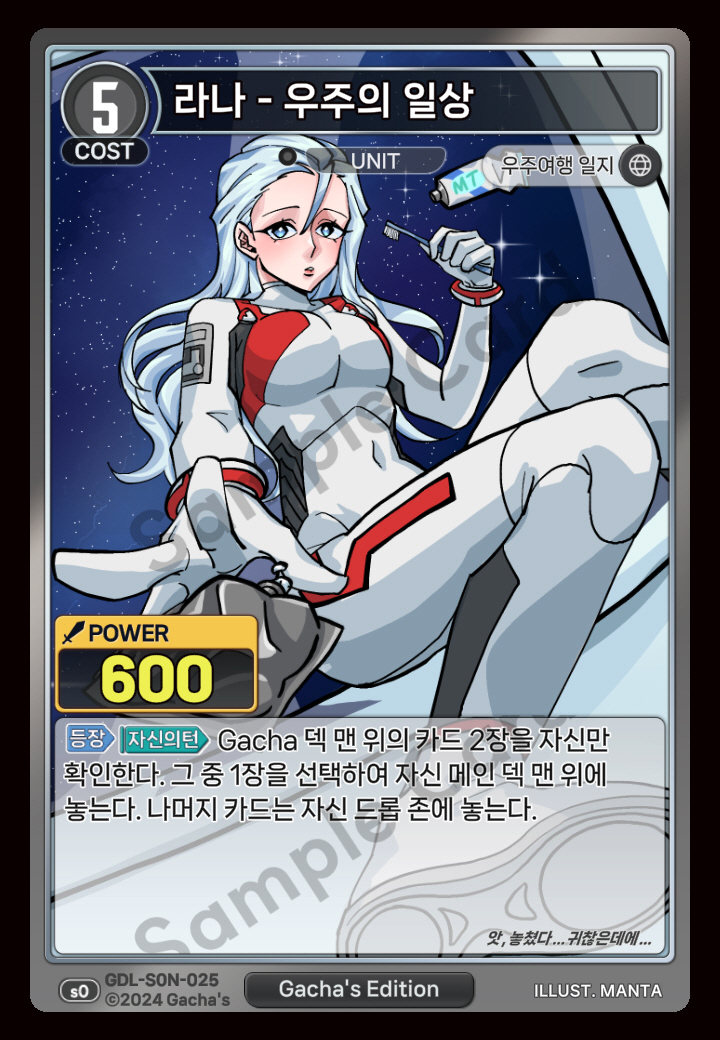 5
COST
라나 - 우주의 일상
UNIT
우주여행 일지
MT
Sample Card
POWER
600
등장 자신의턴 Gacha 덱 맨 위의 카드 2장을 자신만
확인한다. 그 중 1장을 선택하여 자신 메인 덱 맨 위에
놓는다. 나머지 카드는 자신 드롭 존에 놓는다.
Sample Card
앗, 놓쳤다... 귀찮은데에...
s0
GDL-S0N-025
©2024 Gacha's
Gacha's Edition
ILLUST. MANTA